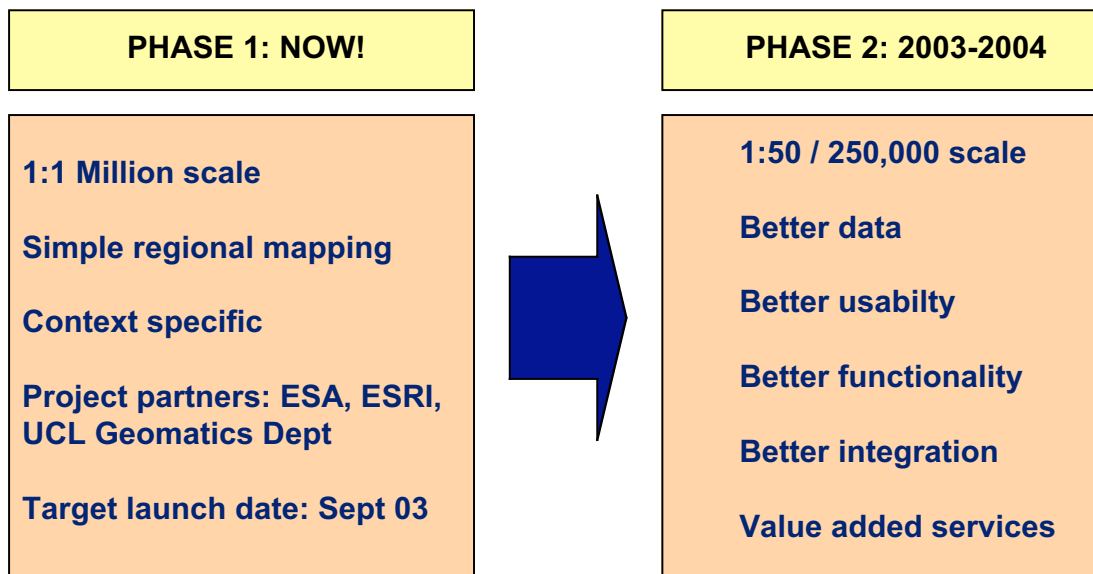 PHASE 1: NOW!
1:1 Million scale
Simple regional mapping
Context specific
Project partners: ESA, ESRI,
UCL Geomatics Dept
Target launch date: Sept 03
PHASE 2: 2003-2004
1:50 / 250,000 scale
Better data
Better usabilty
Better functionality
Better integration
Value added services